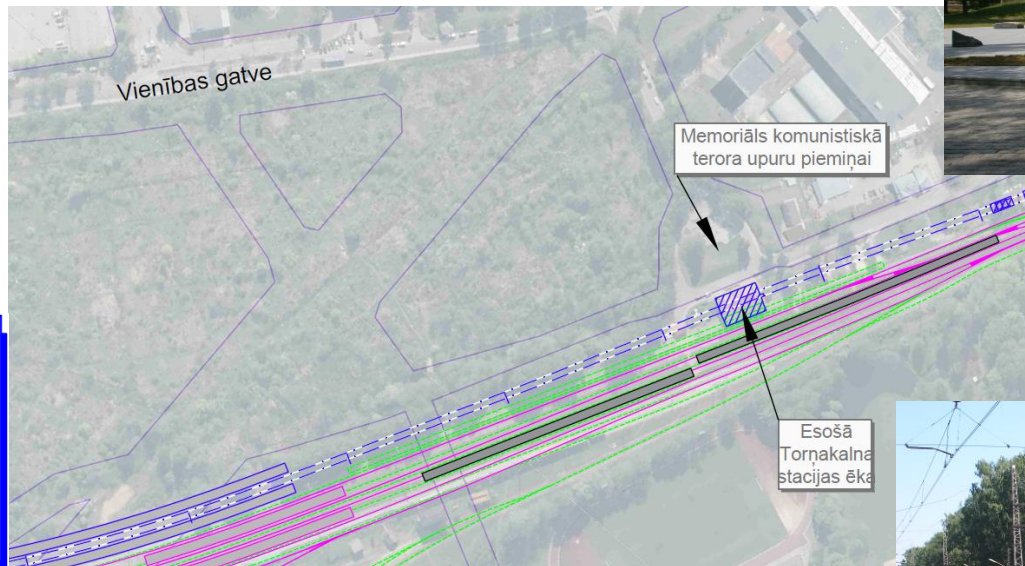 Vienības gatve
Memoriāls komunistiskā
terora upuru piemiņai
Esošā
Torņakalna
stacijas ēka